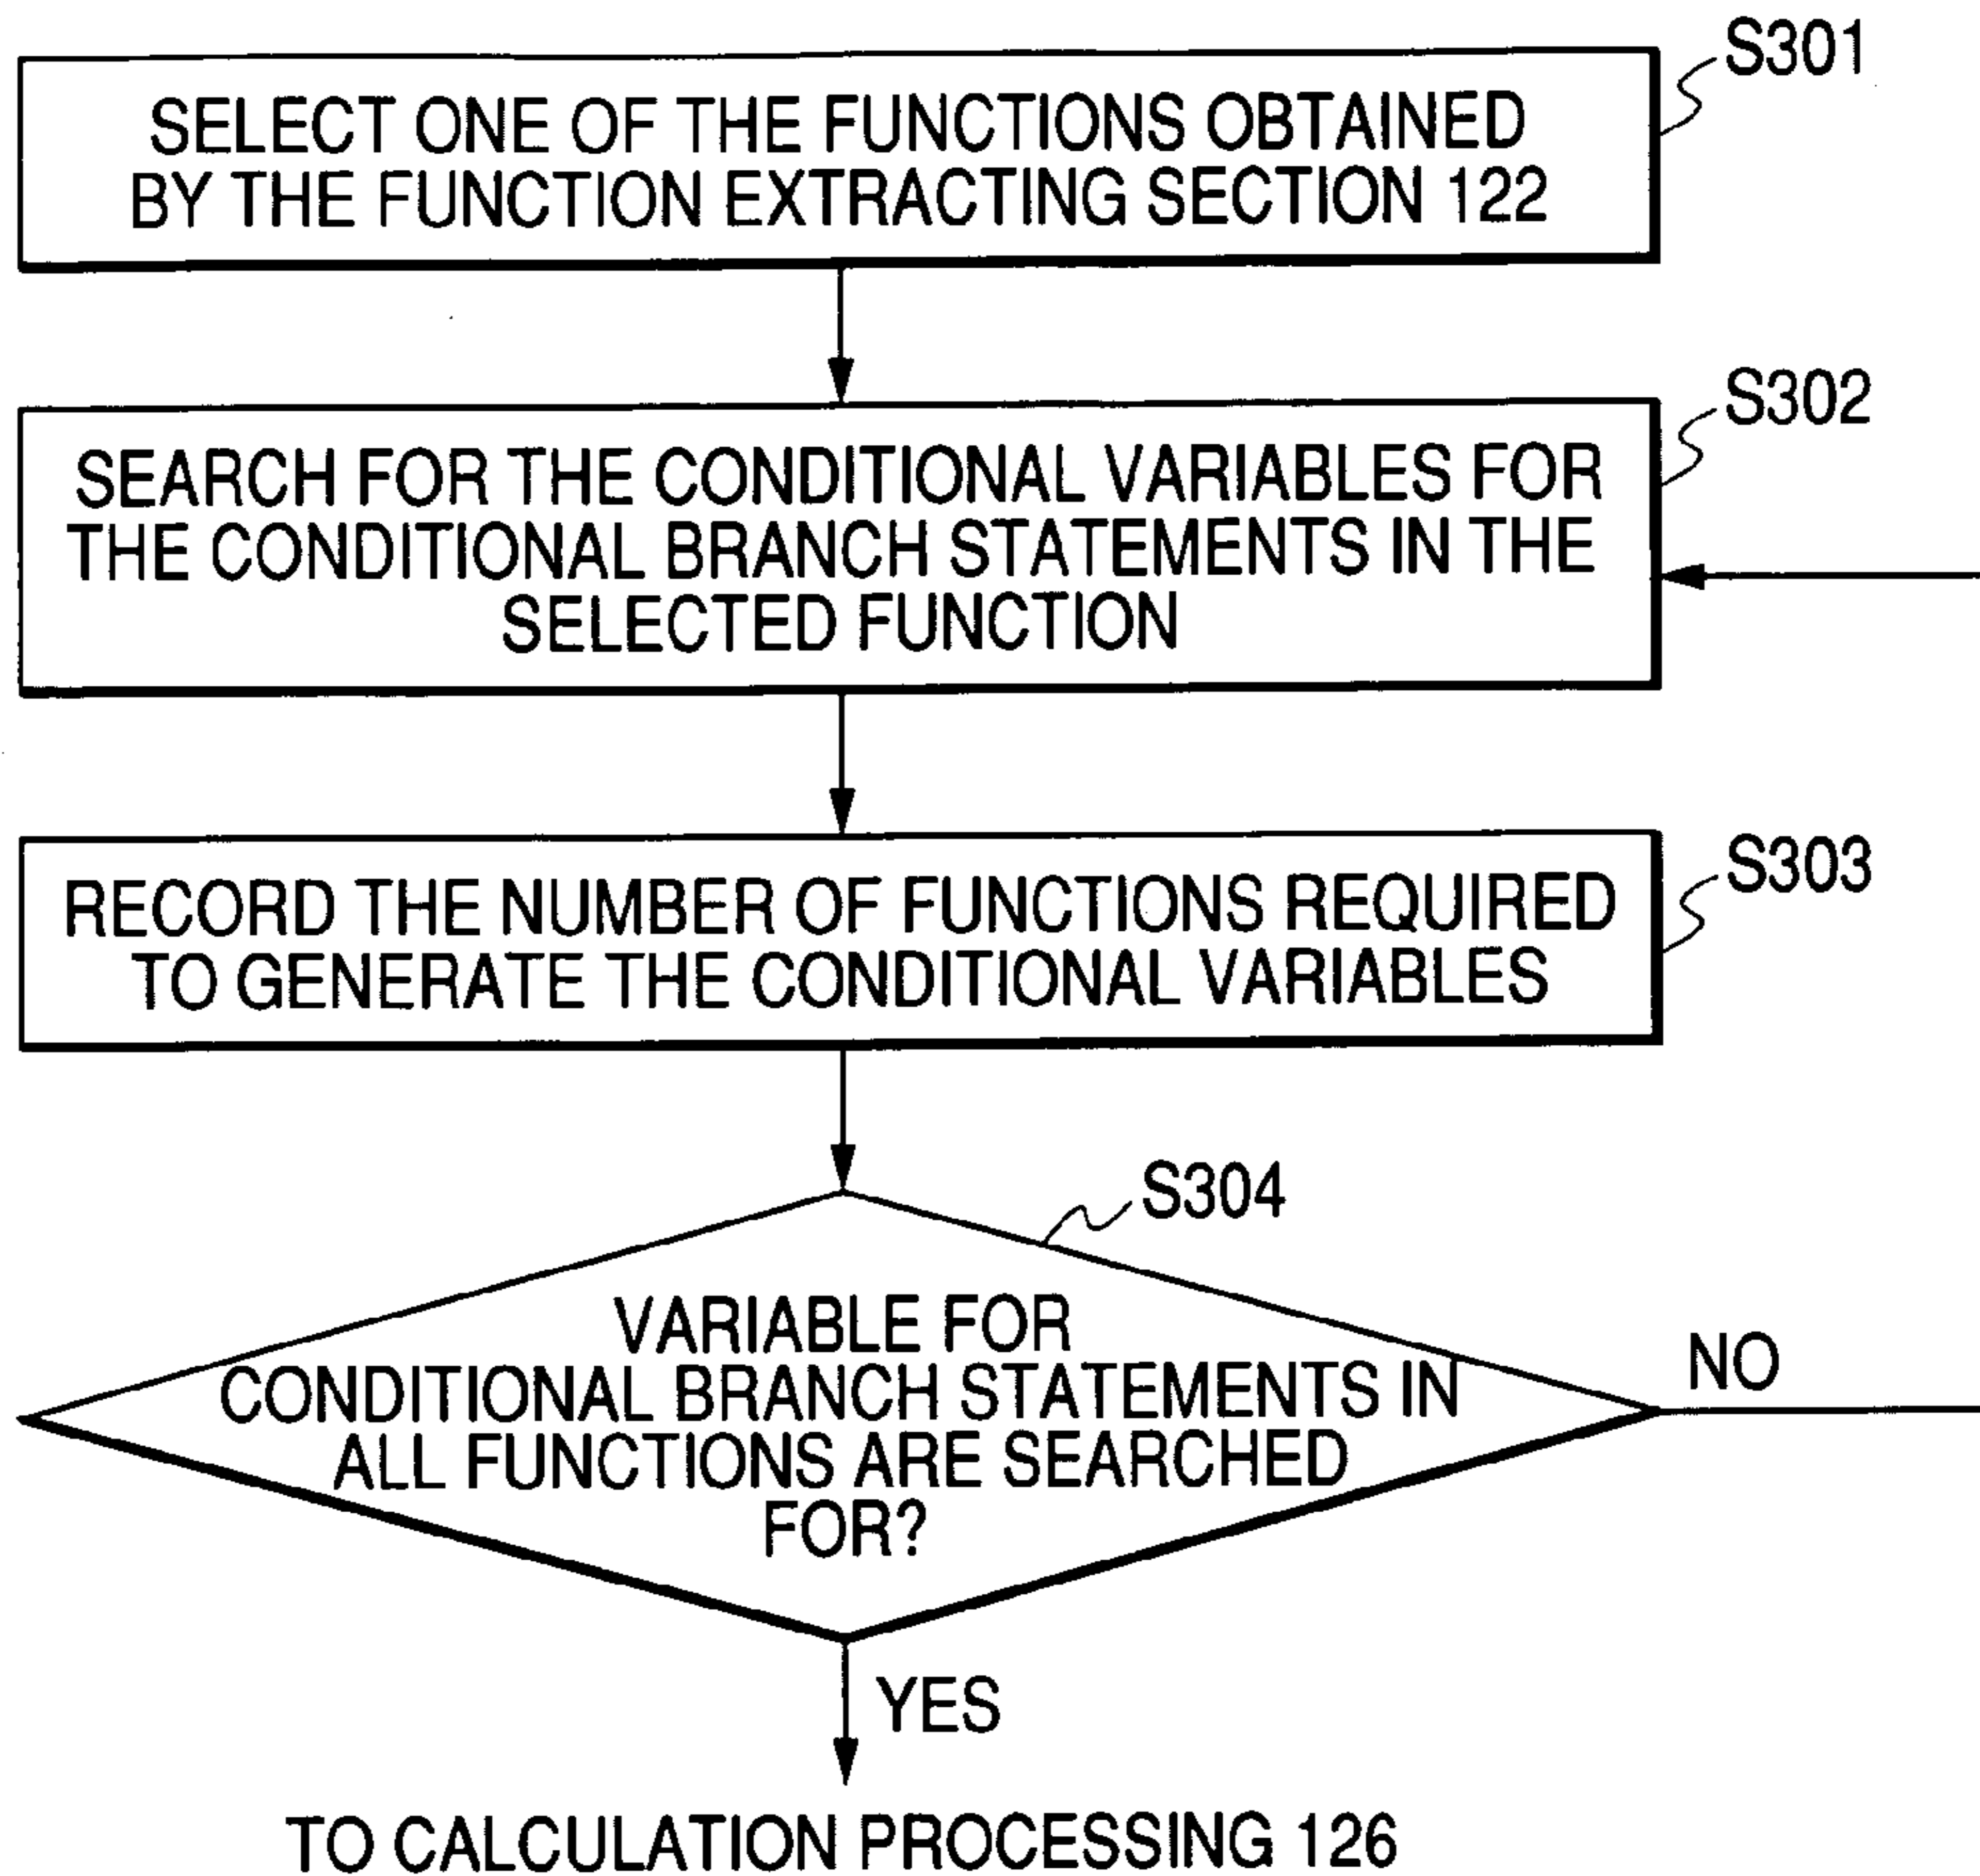 S301
SELECT ONE OF THE FUNCTIONS OBTAINED
BY THE FUNCTION EXTRACTING SECTION 122
S302
SEARCH FOR THE CONDITIONAL VARIABLES FOR
THE CONDITIONAL BRANCH STATEMENTS IN THE
SELECTED FUNCTION
S303
RECORD THE NUMBER OF FUNCTIONS REQUIRED
TO GENERATE THE CONDITIONAL VARIABLES
S304
VARIABLE FOR
CONDITIONAL BRANCH STATEMENTS IN
ALL FUNCTIONS ARE SEARCHED
FOR?
NO
YES
TO CALCULATION PROCESSING 126